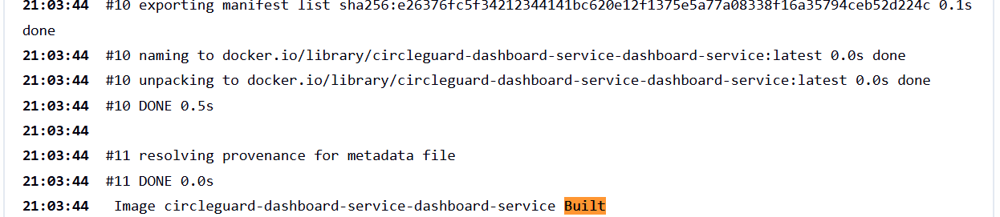 21:03:44 #10 exporting manifest list sha256:e26376fc5f34212344141bc620e12f1375e5a77a08338f16a35794ceb52d224c 0.1s
done
21:03:44 #10 naming to docker.io/library/circleguard-dashboard-service-dashboard-service:latest 0.0s done
21:03:44 #10 unpacking to docker.io/library/circleguard-dashboard-service-dashboard-service:latest 0.0s done
21:03:44 #10 DONE 0.5s
21:03:44
21:03:44 #11 resolving provenance for metadata file
21:03:44 #11 DONE 0.0s
21:03:44 Image circleguard-dashboard-service-dashboard-service Built